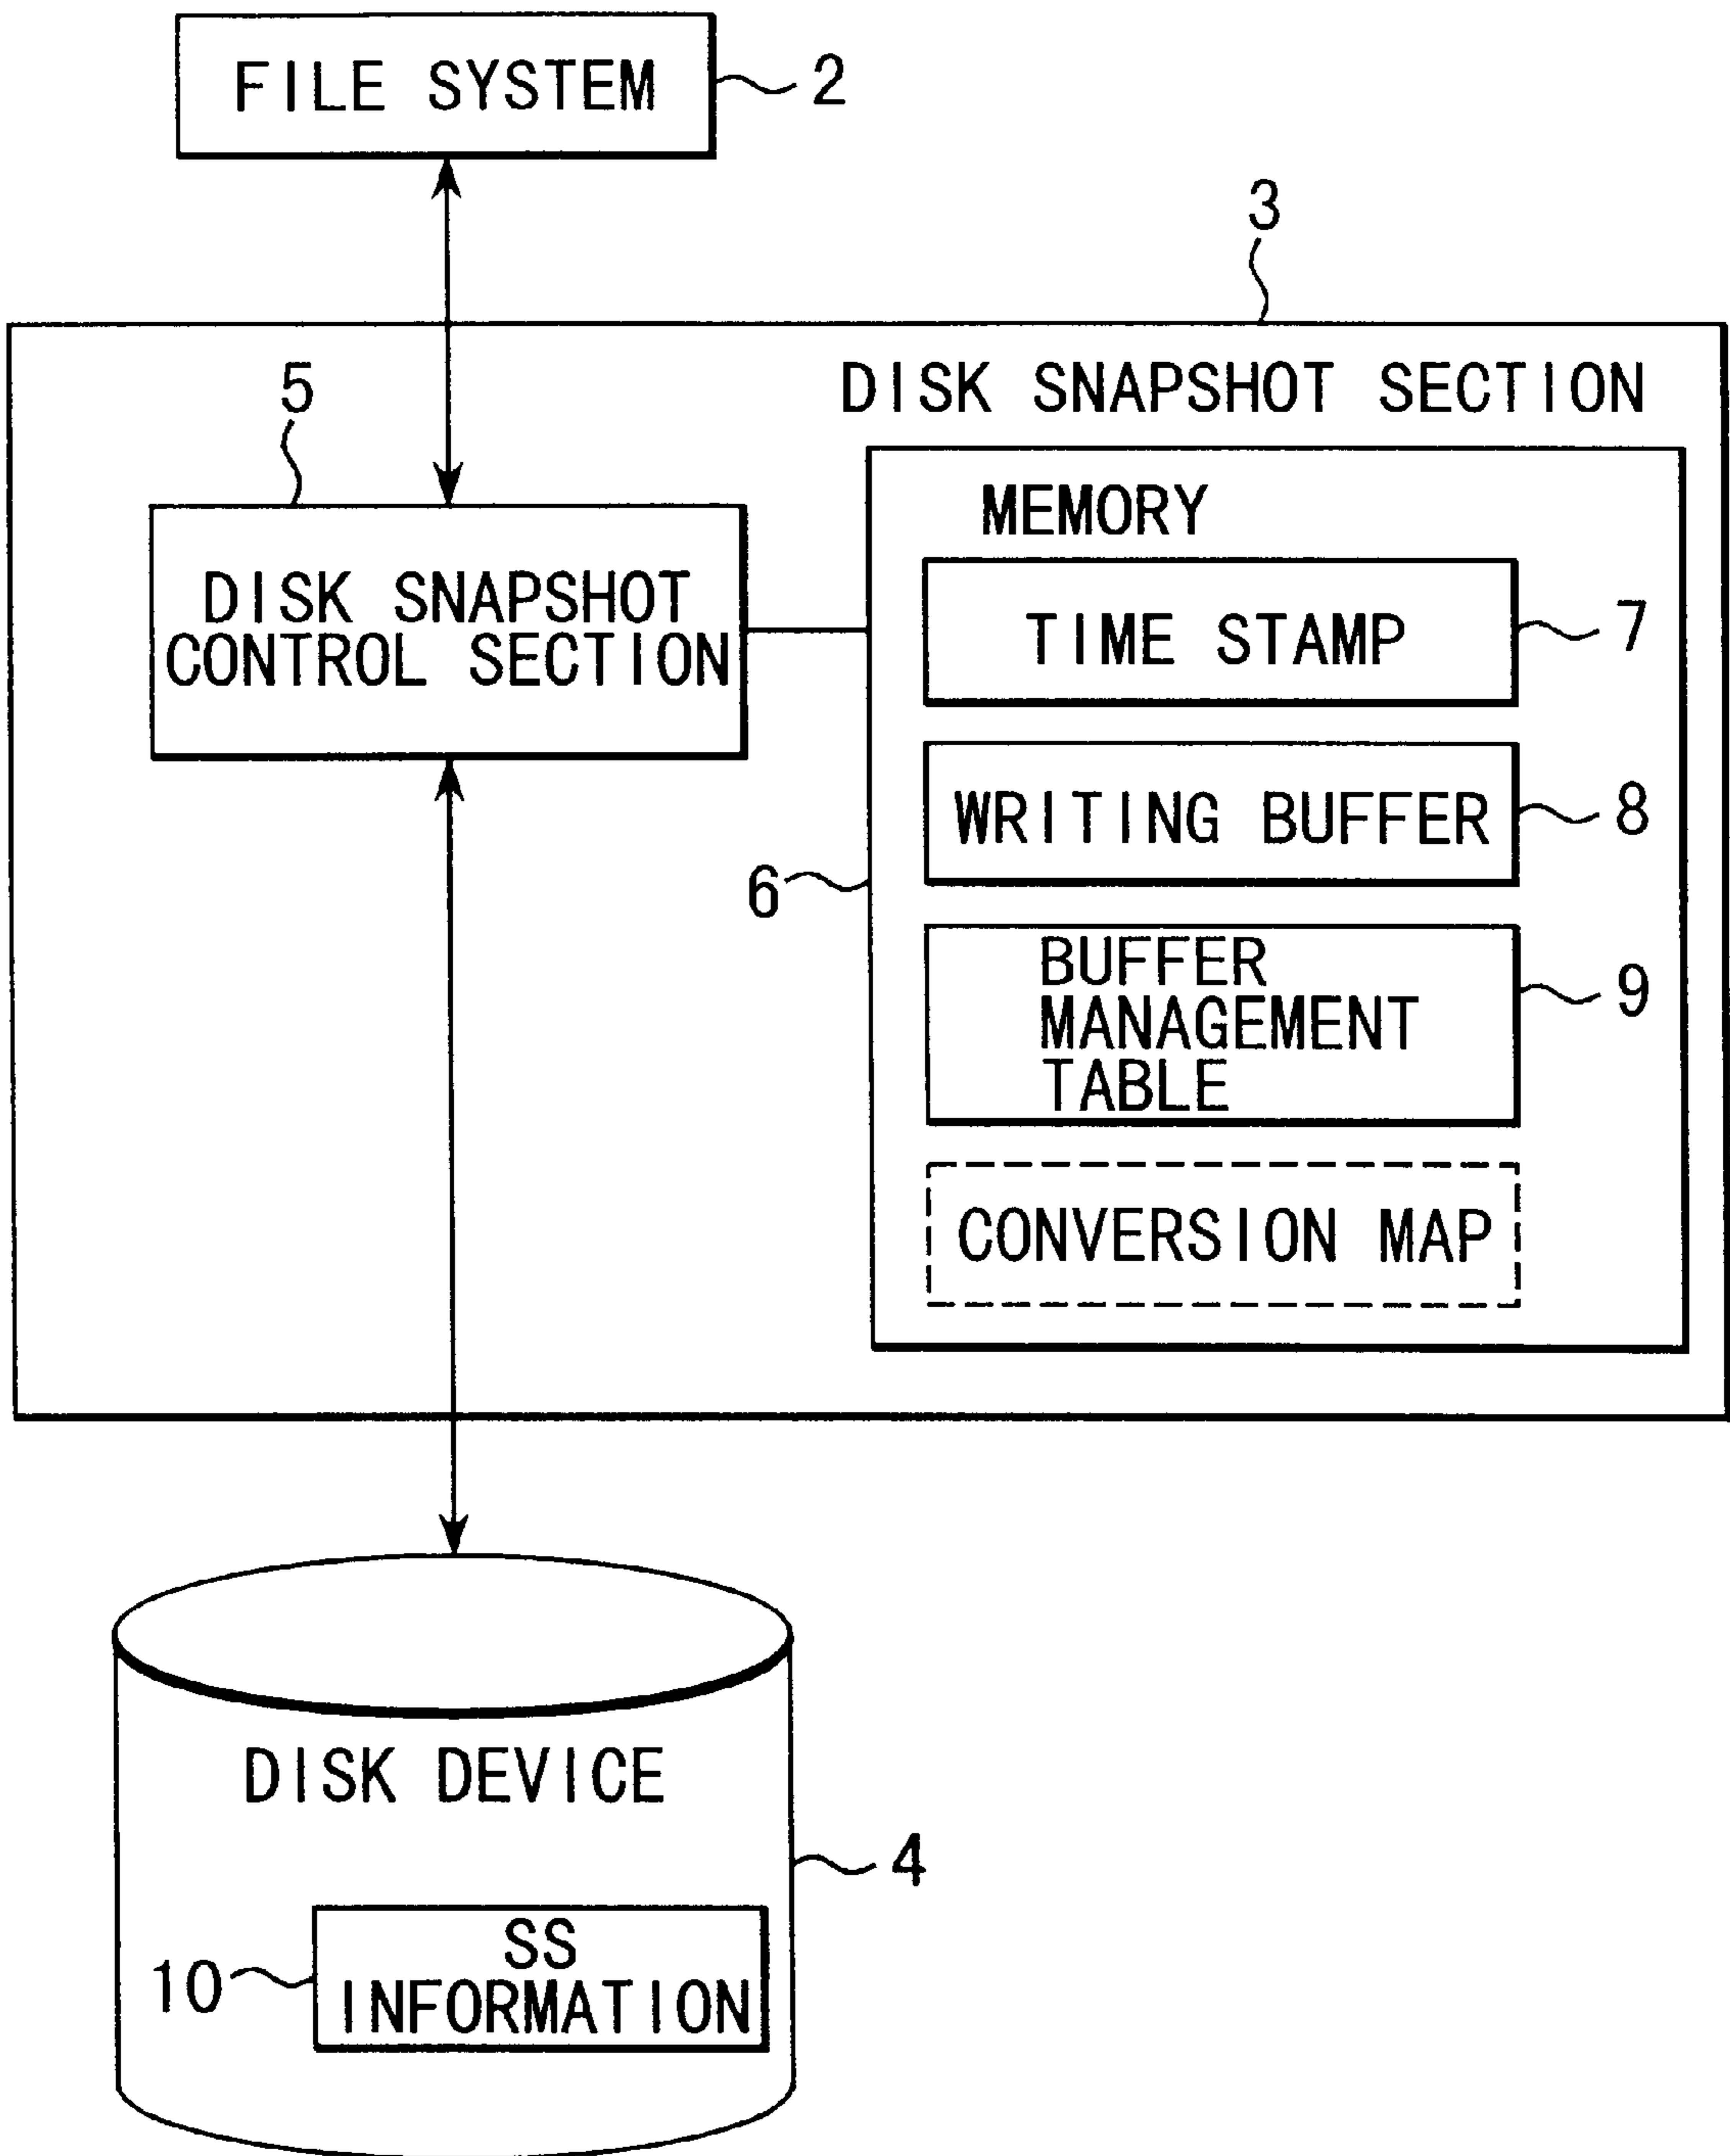 FILE SYSTEM
2
3
DISK SNAPSHOT SECTION
5
DISK SNAPSHOT
CONTROL SECTION
MEMORY
TIME STAMP
7
WRITING BUFFER
8
6
BUFFER
MANAGEMENT
TABLE
9
CONVERSION MAP
DISK DEVICE
4
SS
INFORMATION
10